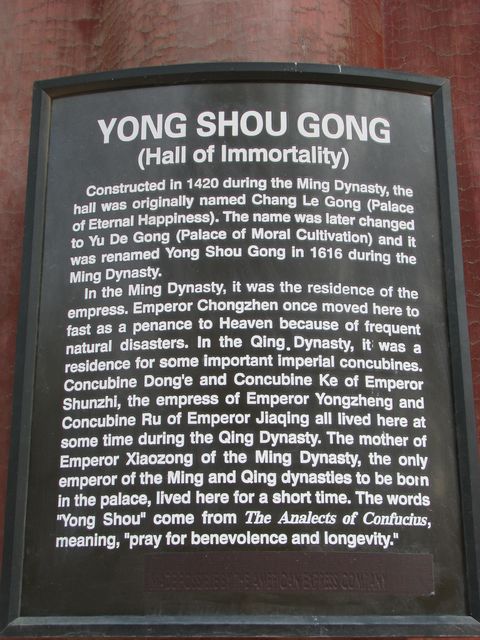 YONG SHOU GONG
(Hall of Immortality)
Constructed in 1420 during the Ming Dynasty, the
hall was originally named Chang Le Gong (Palace
of Eternal Happiness). The name was later changed
to Yu De Gong (Palace of Moral Cultivation) and it
was renamed Yong Shou Gong in 1616 during the
Ming Dynasty.
In the Ming Dynasty, it was the residence of the
empress. Emperor Chongzhen once moved here to
fast as a penance to Heaven because of frequent
natural disasters. In the Qing Dynasty, it was a
residence for some important imperial concubines.
Concubine Dong'e and Concubine Ke of Emperor
Shunzhi, the empress of Emperor Yongzheng and
Concubine Ru of Emperor Jiaqing all lived here at
some time during the Qing Dynasty. The mother of
Emperor Xiaozong of the Ming Dynasty, the only
emperor of the Ming and Qing dynasties to be born
in the palace, lived here for a short time. The words
"Yong Shou" come from The Analects of Confucius,
meaning, "pray for benevolence and longevity."
MADE POSSIBLE BY THE AMERICAN EXPRESS COMPANY